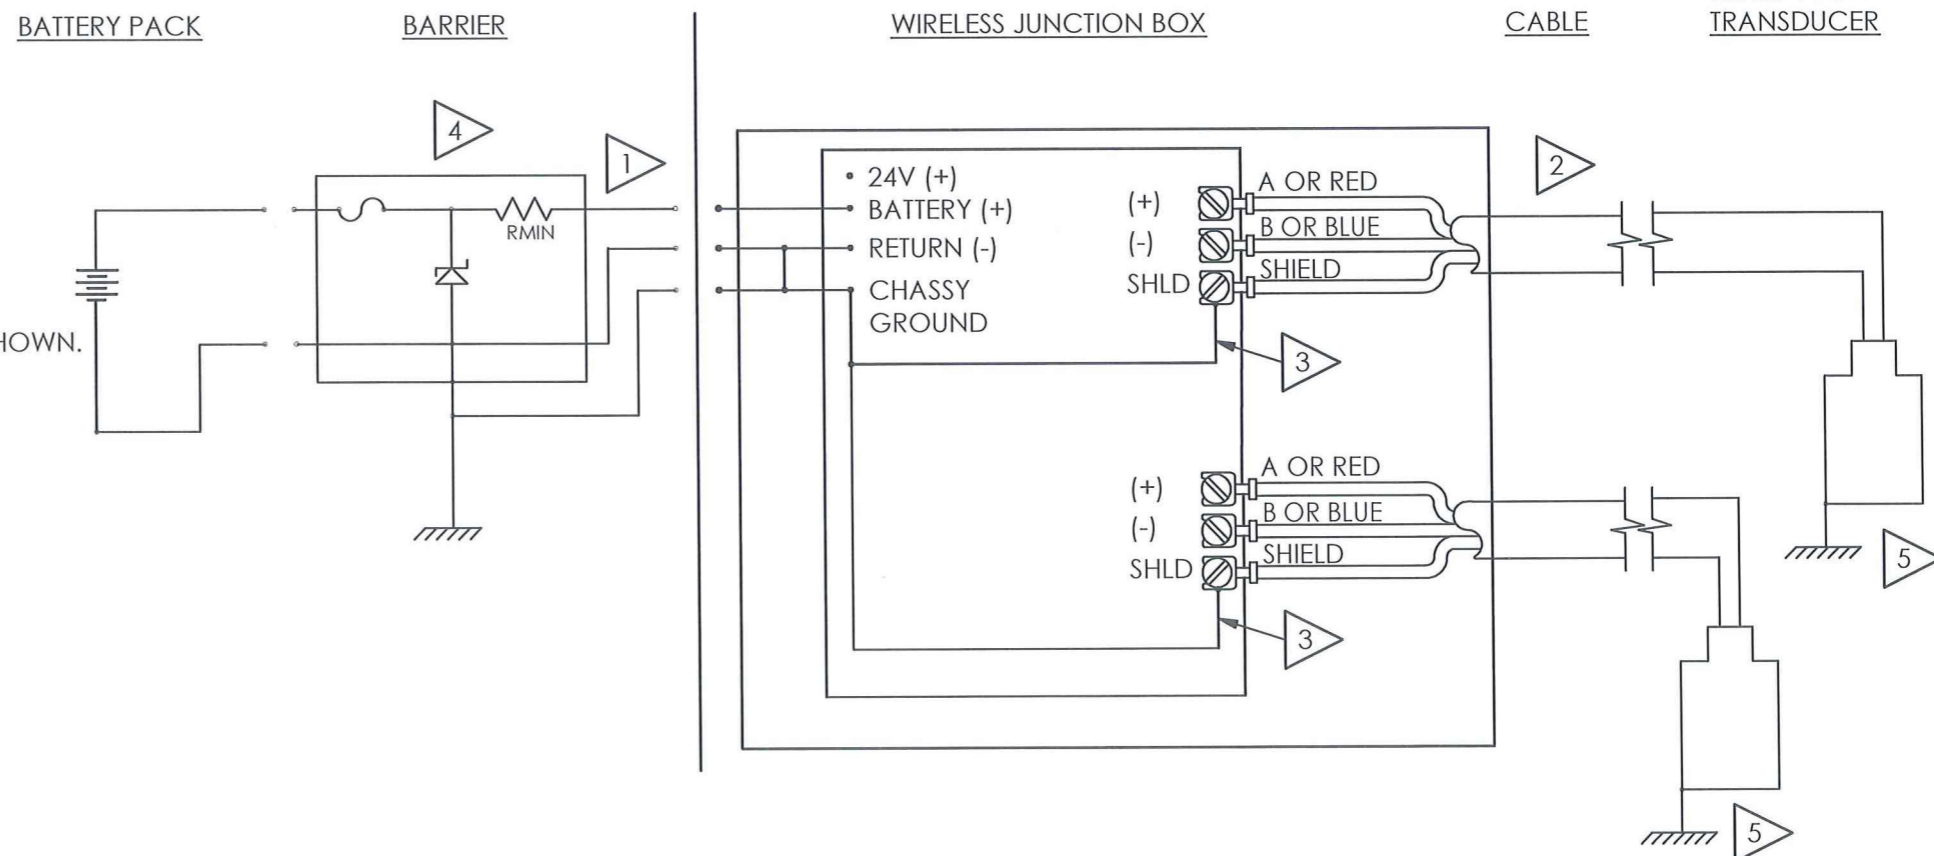 BATTERY PACK
BARRIER
WIRELESS JUNCTION BOX
CABLE
TRANSDUCER
4
1
2
24V (+)
BATTERY (+)
RETURN (-)
CHASSY
GROUND
RMIN
(+)
(-)
SHLD
A OR RED
B OR BLUE
SHIELD
3
HOWN.
(+)
(-)
SHLD
A OR RED
B OR BLUE
SHIELD
3
5
5